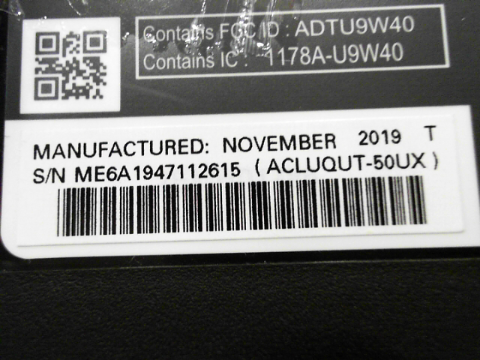 Contains FCC ID : ADTU9W40
Contains IC : 1178A-U9W40
MANUFACTURED: NOVEMBER 2019 T
S/N ME6A1947112615 (ACLUQUT-50UX)